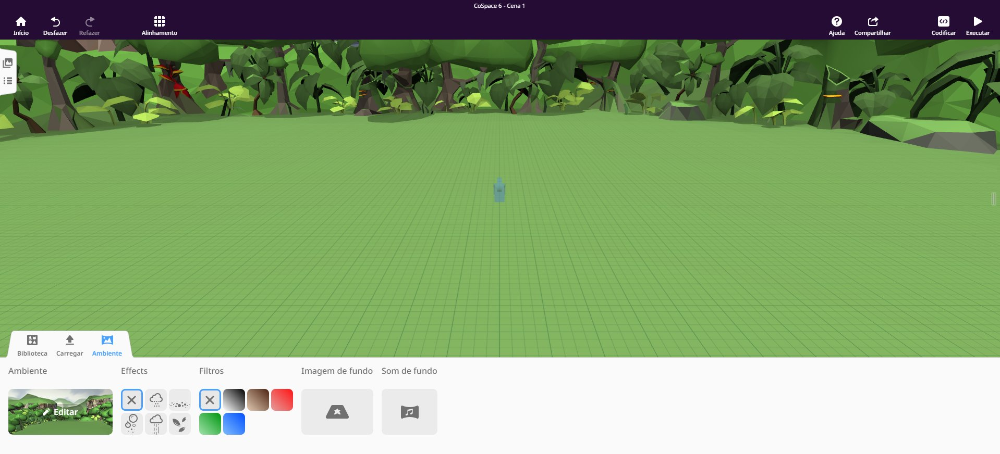 CoSpace 6 - Cena 1
Início Desfazer Refazer Alinhamento Ajuda Compartilhar Codificar Executar
Biblioteca Carregar Ambiente
Ambiente Effects Filtros Imagem de fundo Som de fundo
Editar